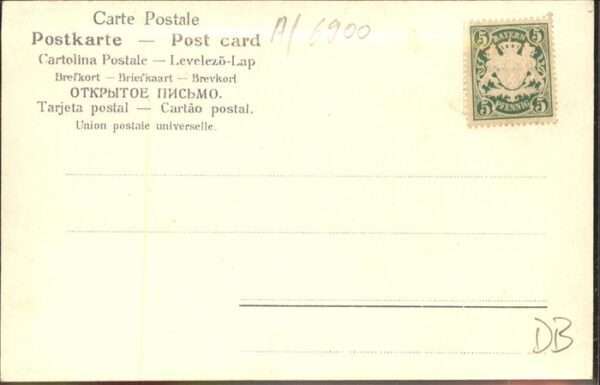 Carte Postale
Postkarte — Post card
Cartolina Postale — Levelezõ-Lap
Brefkort — Briefkaart — Brevkort
ОТКРЫТОЕ ПИСЬМО.
Tarjeta postal — Cartão postal.
Union postale universelle.
6900
BAYERN
5 5
5 5
PFENNIG
DB